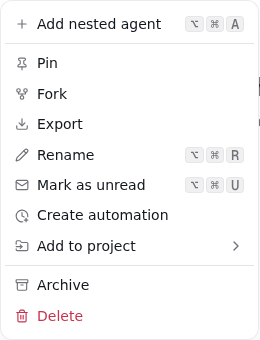 Add nested agent ⌥ ⌘ A
Pin
Fork
Export
Rename ⌥ ⌘ R
Mark as unread ⌥ ⌘ U
Create automation
Add to project
Archive
Delete